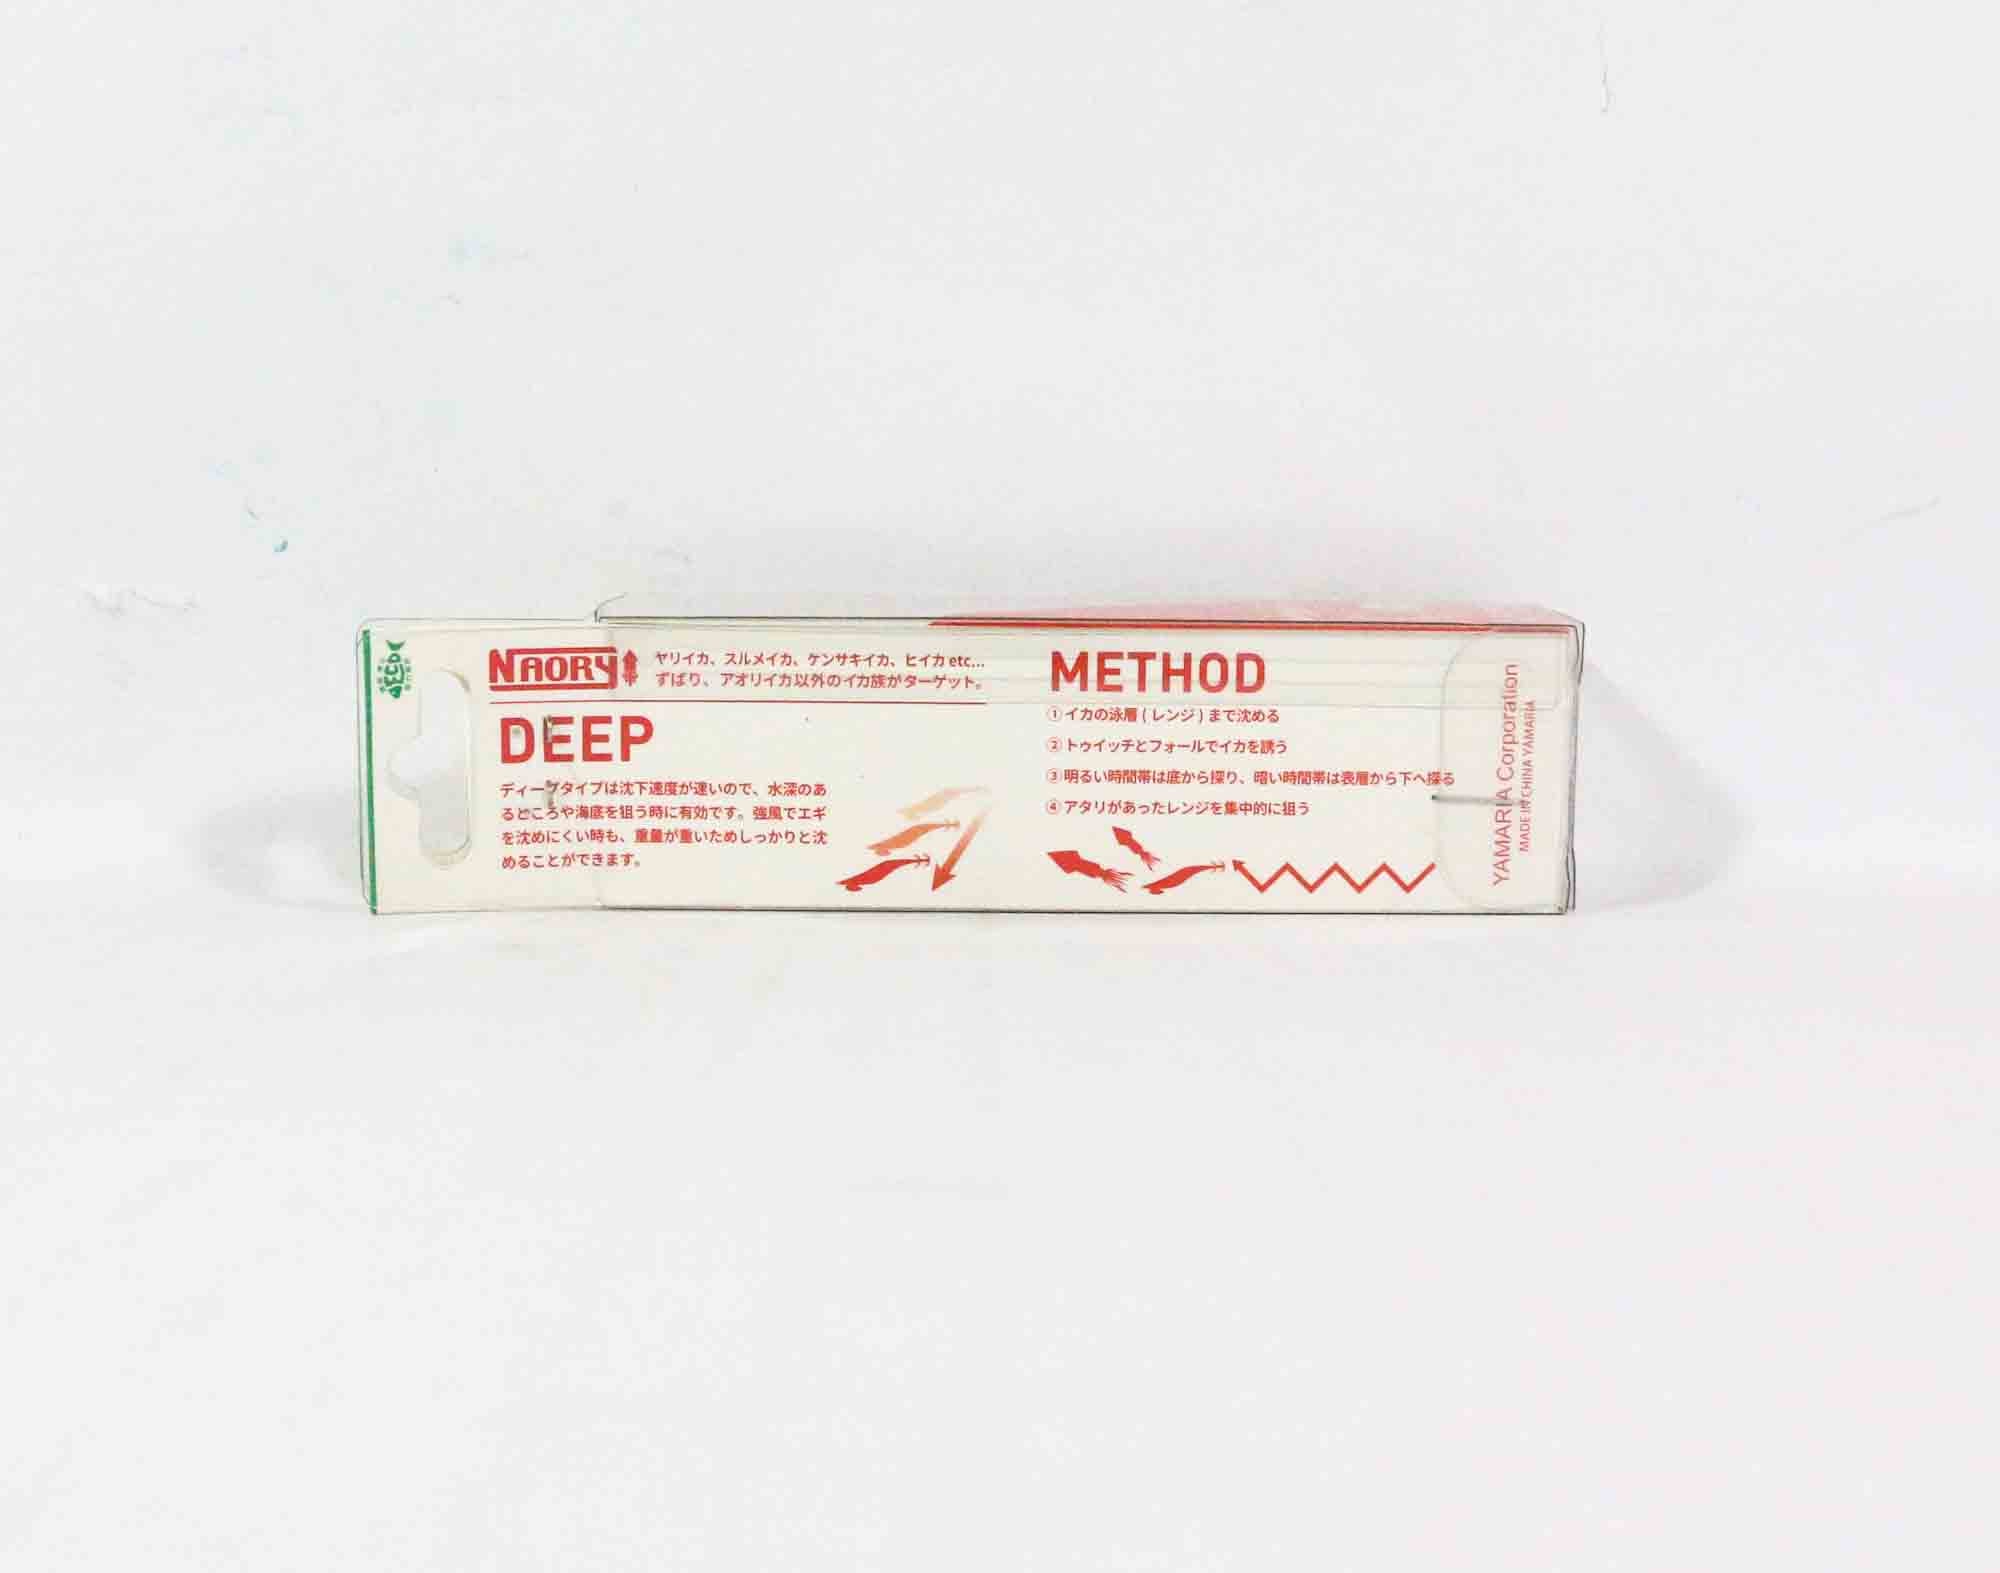 ECO
NAORY
ヤリイカ、スルメイカ、ケンサキイカ、ヒイカ etc...
ずばり、アオリイカ以外のイカ族がターゲット。
DEEP
ディープタイプは沈下速度が速いので、水深のあ
るところや海底を狙う時に有効です。強風でエギ
を沈めにくい時も、重量が重いためしっかりと沈
めることができます。
METHOD
①イカの泳層 ( レンジ ) まで沈める
②トゥイッチとフォールでイカを誘う
③明るい時間帯は底から探り、暗い時間帯は表層から下へ探る
④アタリがあったレンジを集中的に狙う
YAMARIA Corporation
MADE IN CHINA YAMARIA